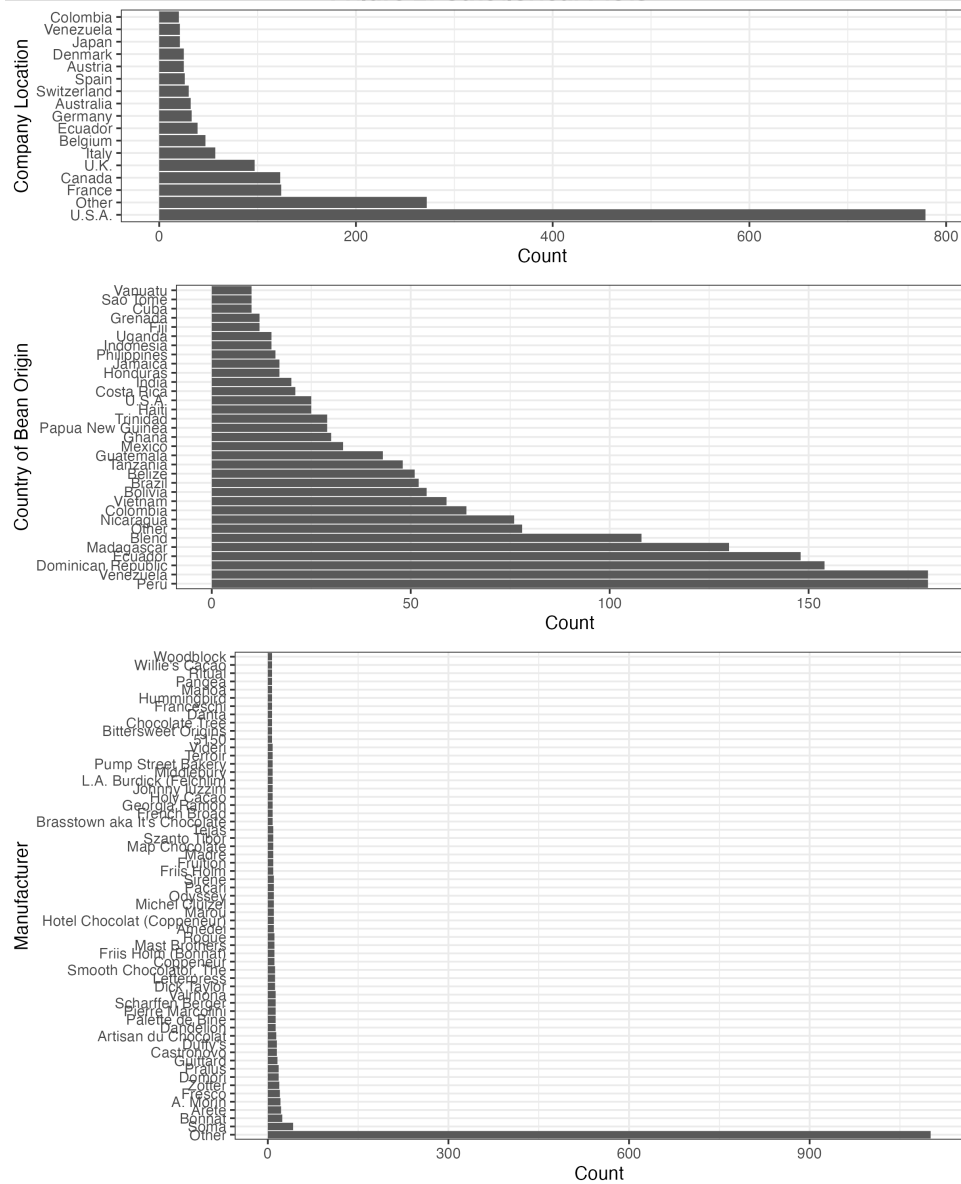 Company Location
Colombia
Venezuela
Japan
Denmark
Austria
Spain
Switzerland
Australia
Germany
Ecuador
Belgium
Italy
U.K.
Canada
France
Other
U.S.A.
0 200 400 600 800
Count
Country of Bean Origin
Vanuatu
Sao Tome
Cuba
Grenada
Fiji
Uganda
Indonesia
Philippines
Jamaica
Honduras
India
Costa Rica
U.S.A.
Haiti
Trinidad
Papua New Guinea
Ghana
Mexico
Guatemala
Tanzania
Belize
Brazil
Bolivia
Vietnam
Colombia
Nicaragua
Other
Blend
Madagascar
Ecuador
Dominican Republic
Venezuela
Peru
0 50 100 150
Count
Manufacturer
Woodblock
Willie's Cacao
Ritual
Pangea
Manoa
Hummingbird
Franceschi
Danta
Chocolate Tree
Bittersweet Origins
5150
Videri
Terroir
Pump Street Bakery
Middlebury
L.A. Burdick (Felchlin)
Johnny Iuzzini
Holy Cacao
Georgia Ramon
French Broad
Brasstown aka It's Chocolate
Tejas
Szanto Tibor
Map Chocolate
Madre
Fruition
Friis Holm
Sirene
Pacari
Odyssey
Michel Cluizel
Marou
Hotel Chocolat (Coppeneur)
Amedei
Rogue
Mast Brothers
Friis Holm (Bonnat)
Coppeneur
Smooth Chocolator, The
Letterpress
Dick Taylor
Valrhona
Scharffen Berger
Pierre Marcolini
Palette de Bine
Dandelion
Artisan du Chocolat
Duffy's
Castronovo
Guittard
Pralus
Domori
Zotter
Fresco
A. Morin
Arete
Bonnat
Soma
Other
0 300 600 900
Count